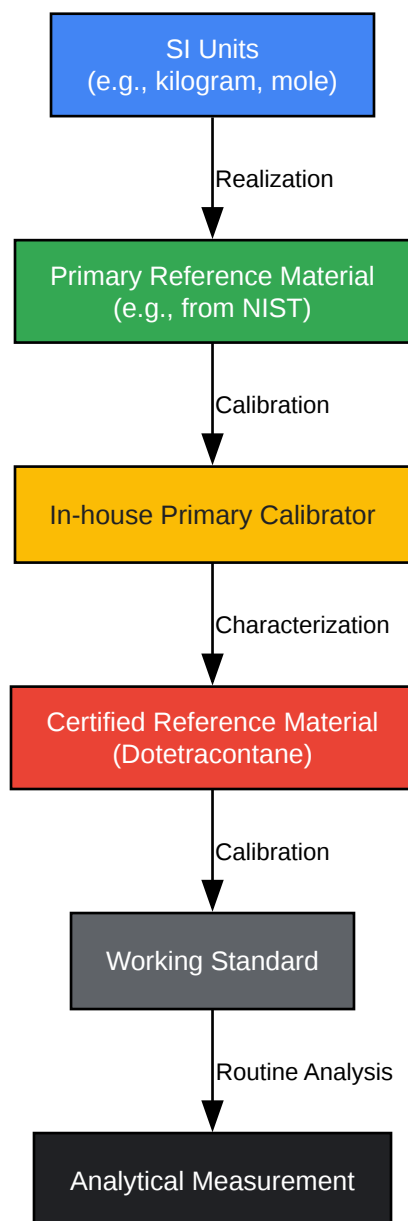 SI Units
(e.g., kilogram, mole)
Realization
Primary Reference Material
(e.g., from NIST)
Calibration
In-house Primary Calibrator
Characterization
Certified Reference Material
(Dotetracontane)
Calibration
Working Standard
Routine Analysis
Analytical Measurement